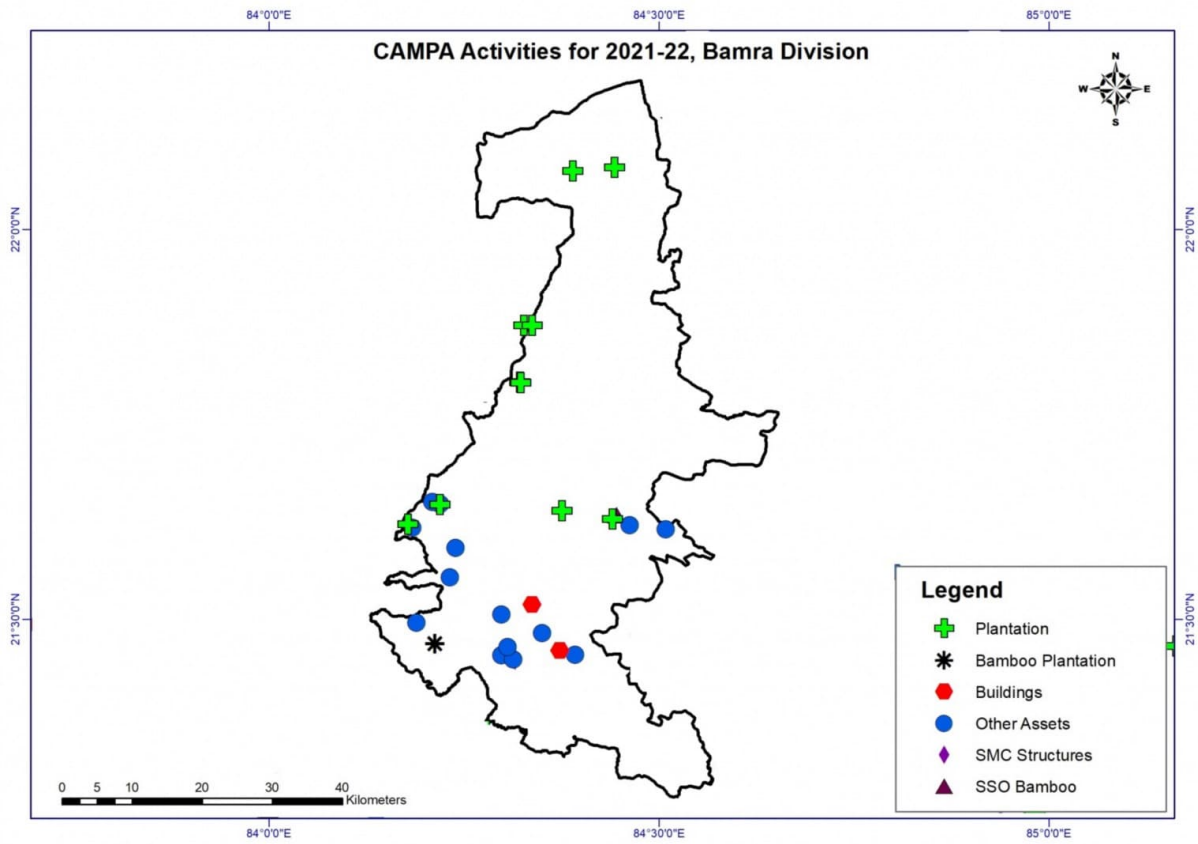 84°0'0"E 84°30'0"E 85°0'0"E
CAMPA Activities for 2021-22, Bamra Division
N
W E
S
22°0'0"N 22°0'0"N
21°30'0"N 21°30'0"N
Legend
Plantation
Bamboo Plantation
Buildings
Other Assets
SMC Structures
SSO Bamboo
0 5 10 20 30 40
Kilometers
84°0'0"E 84°30'0"E 85°0'0"E